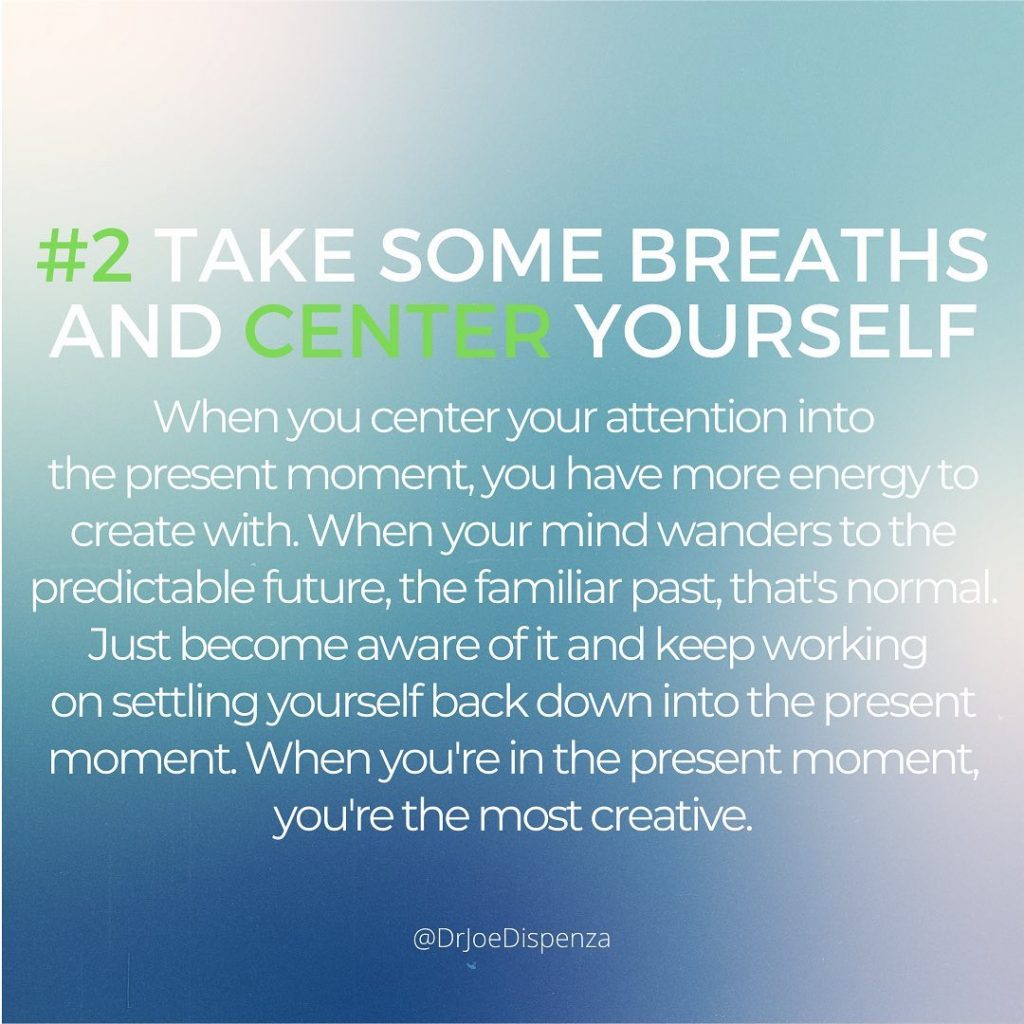 #2 TAKE SOME BREATHS
AND CENTER YOURSELF
When you center your attention into
the present moment, you have more energy to
create with. When your mind wanders to the
predictable future, the familiar past, that's normal.
Just become aware of it and keep working
on settling yourself back down into the present
moment. When you're in the present moment,
you're the most creative.
@DrJoeDispenza